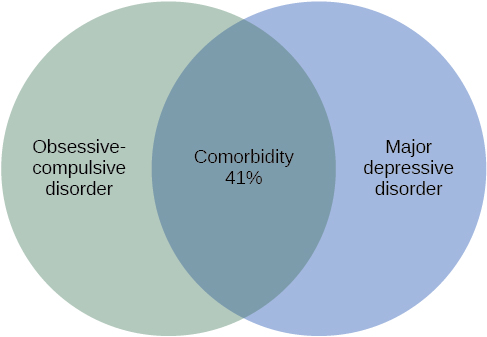 Obsessive-
compulsive
disorder
Comorbidity
41%
Major
depressive
disorder